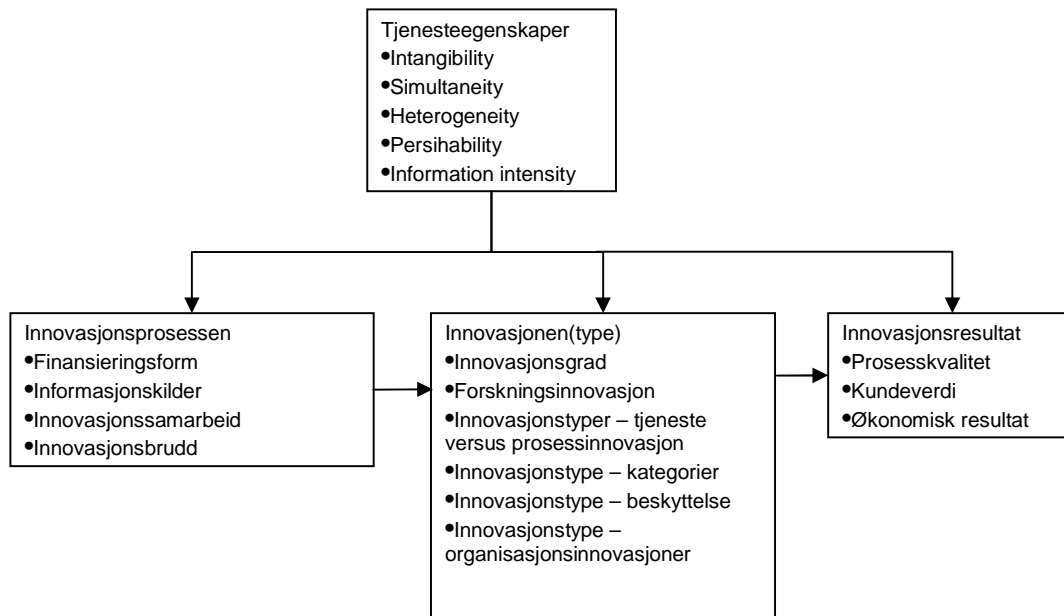 Tjenesteegenskaper
•Intangibility
•Simultaneity
•Heterogeneity
•Persihability
•Information intensity
Innovasjonsprosessen
•Finansieringsform
•Informasjonskilder
•Innovasjonssamarbeid
•Innovasjonsbrudd
Innovasjonen(type)
•Innovasjonsgrad
•Forskningsinnovasjon
•Innovasjonstyper – tjeneste
versus prosessinnovasjon
•Innovasjonstype – kategorier
•Innovasjonstype – beskyttelse
•Innovasjonstype –
organisasjonsinnovasjoner
Innovasjonsresultat
•Prosesskvalitet
•Kundeverdi
•Økonomisk resultat